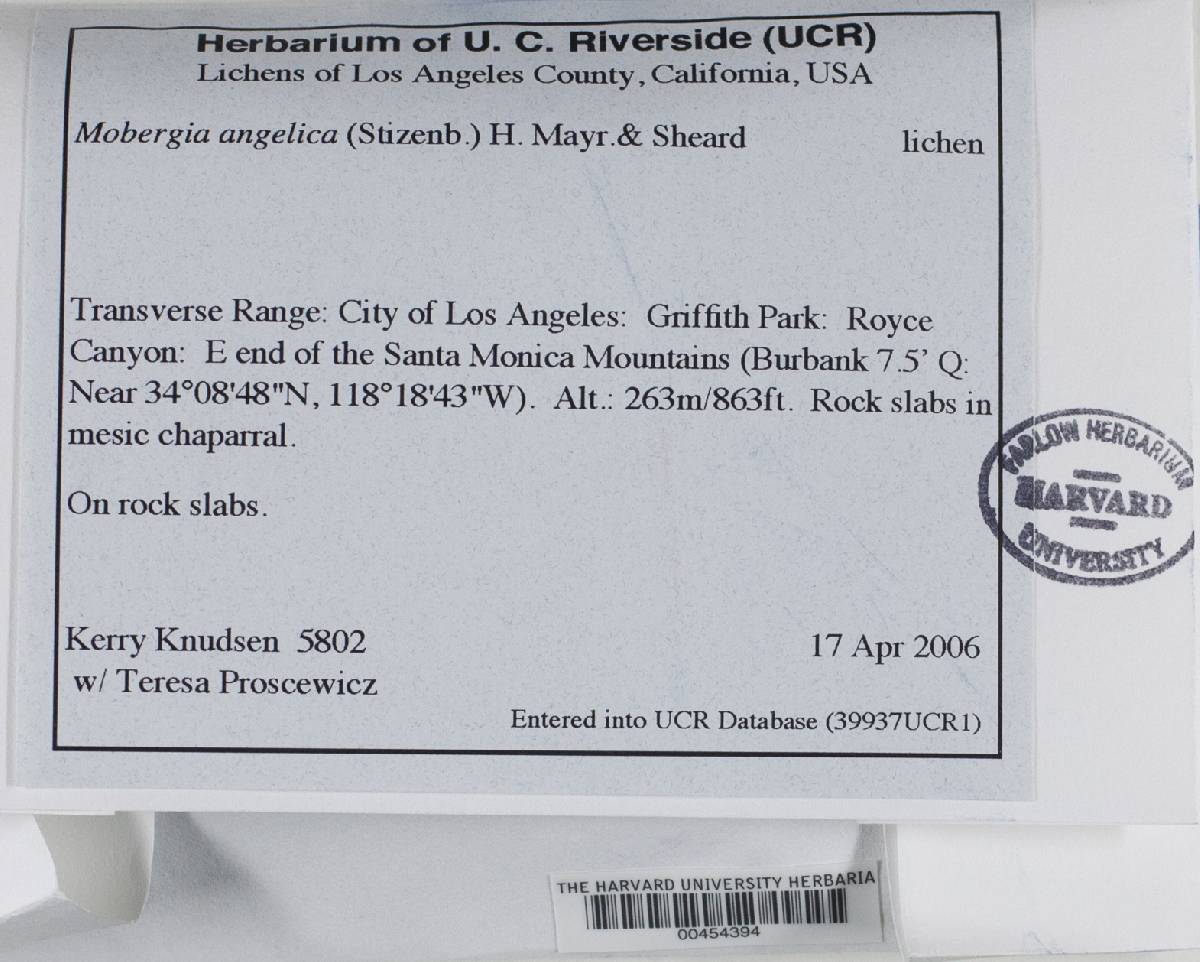 Herbarium of U. C. Riverside (UCR)
Lichens of Los Angeles County, California, USA
Mobergia angelica (Stizenb.) H. Mayr.& Sheard lichen
Transverse Range: City of Los Angeles: Griffith Park: Royce
Canyon: E end of the Santa Monica Mountains (Burbank 7.5’ Q:
Near 34°08'48"N, 118°18'43"W). Alt.: 263m/863ft. Rock slabs in
mesic chaparral.
On rock slabs.
FARLOW HERBARIUM
HARVARD
UNIVERSITY
Kerry Knudsen 5802 17 Apr 2006
w/ Teresa Proscewicz
Entered into UCR Database (39937UCR1)
THE HARVARD UNIVERSITY HERBARIA
00454394